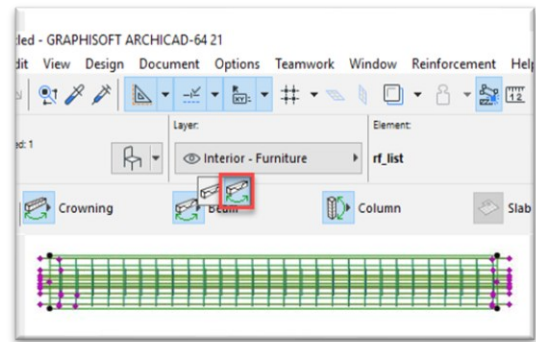 led - GRAPHISOFT ARCHICAD-64 21
dit View Design Document Options Teamwork Window Reinforcement Help
Layer: Element:
ed: 1
Interior - Furniture rf_list
Crowning Beam Column Slab